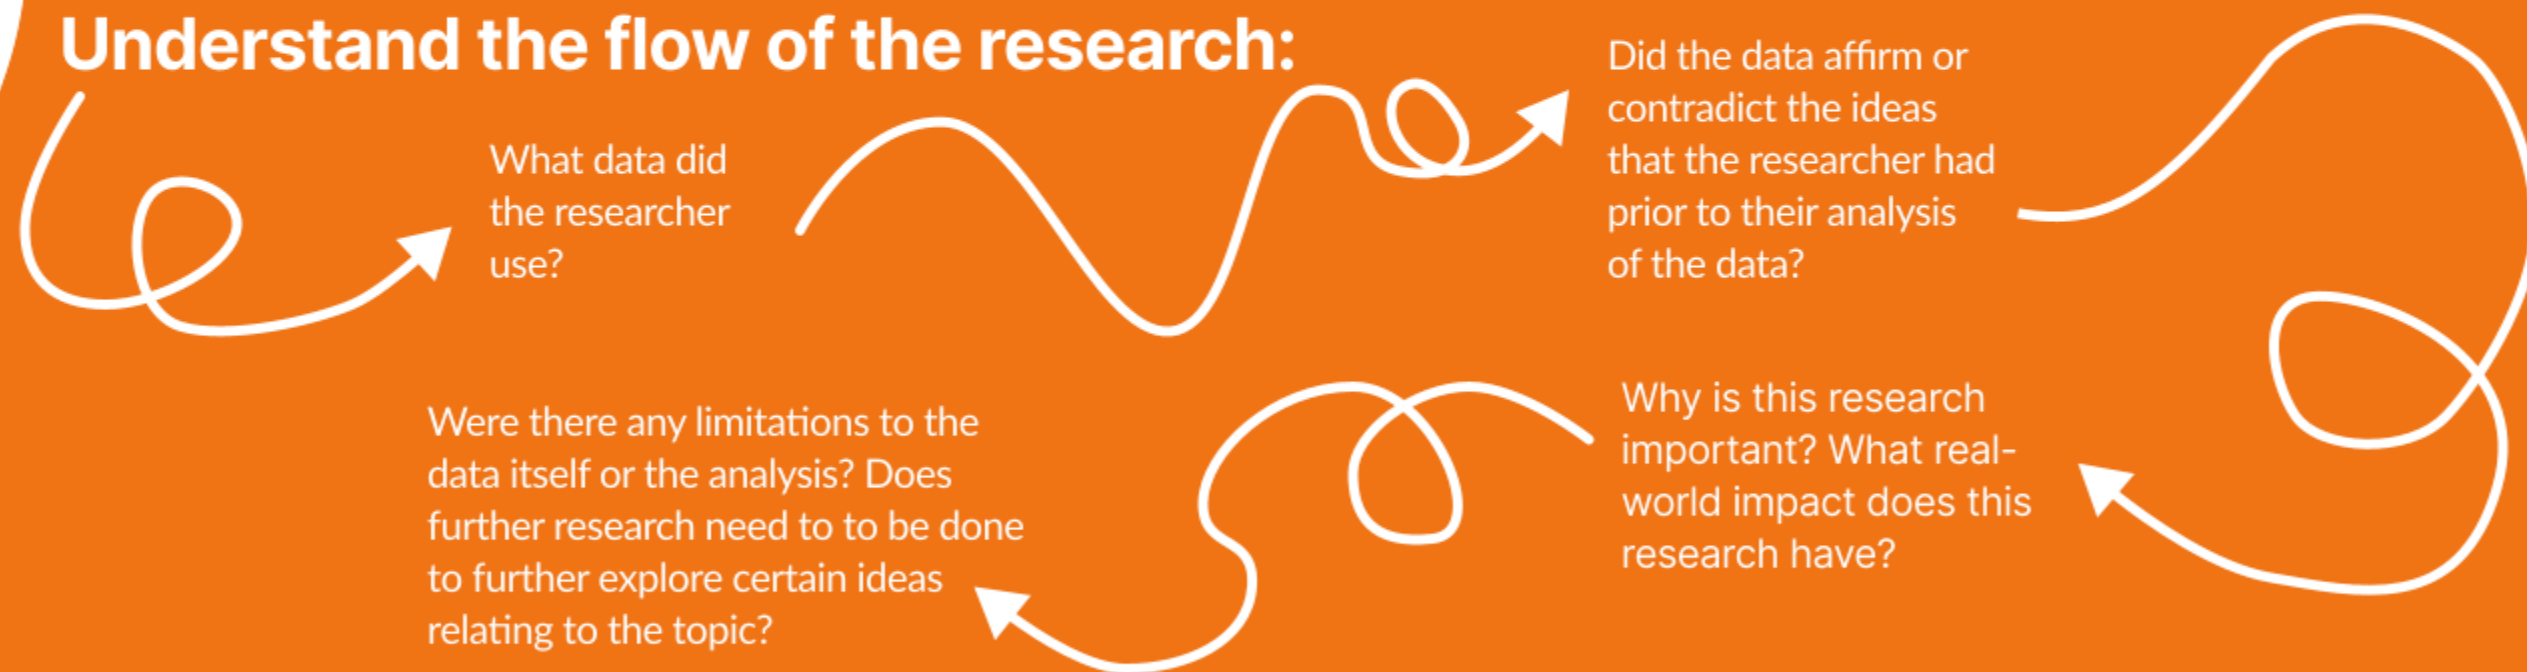 Understand the flow of the research:
What data did
the researcher
use?
Did the data affirm or
contradict the ideas
that the researcher had
prior to their analysis
of the data?
Why is this research
important? What real-
world impact does this
research have?
Were there any limitations to the
data itself or the analysis? Does
further research need to to be done
to further explore certain ideas
relating to the topic?